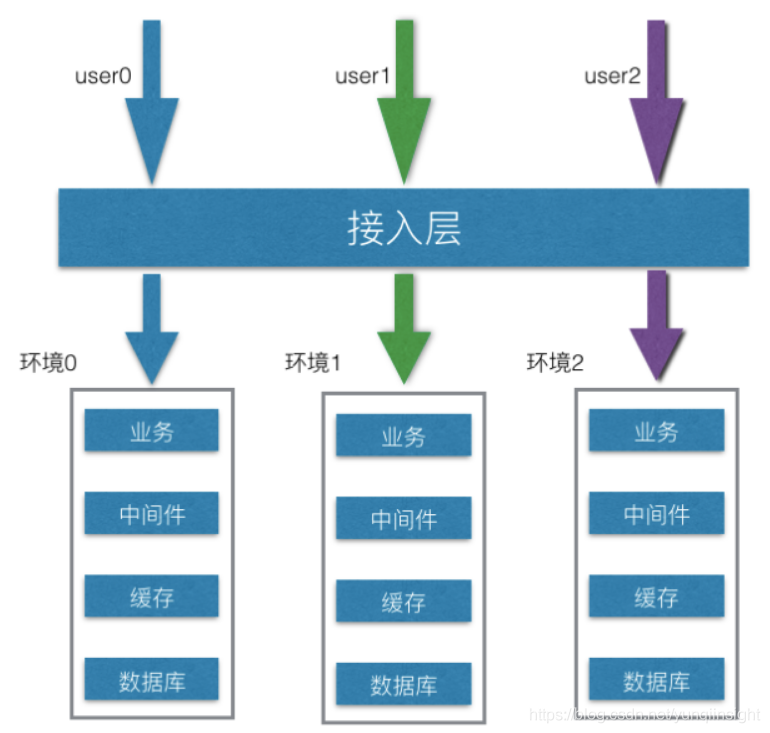 user0
user1
user2
接入层
环境0
环境1
环境2
业务
中间件
缓存
数据库
业务
中间件
缓存
数据库
业务
中间件
缓存
数据库
https://blog.csdn.net/yunqiinsight